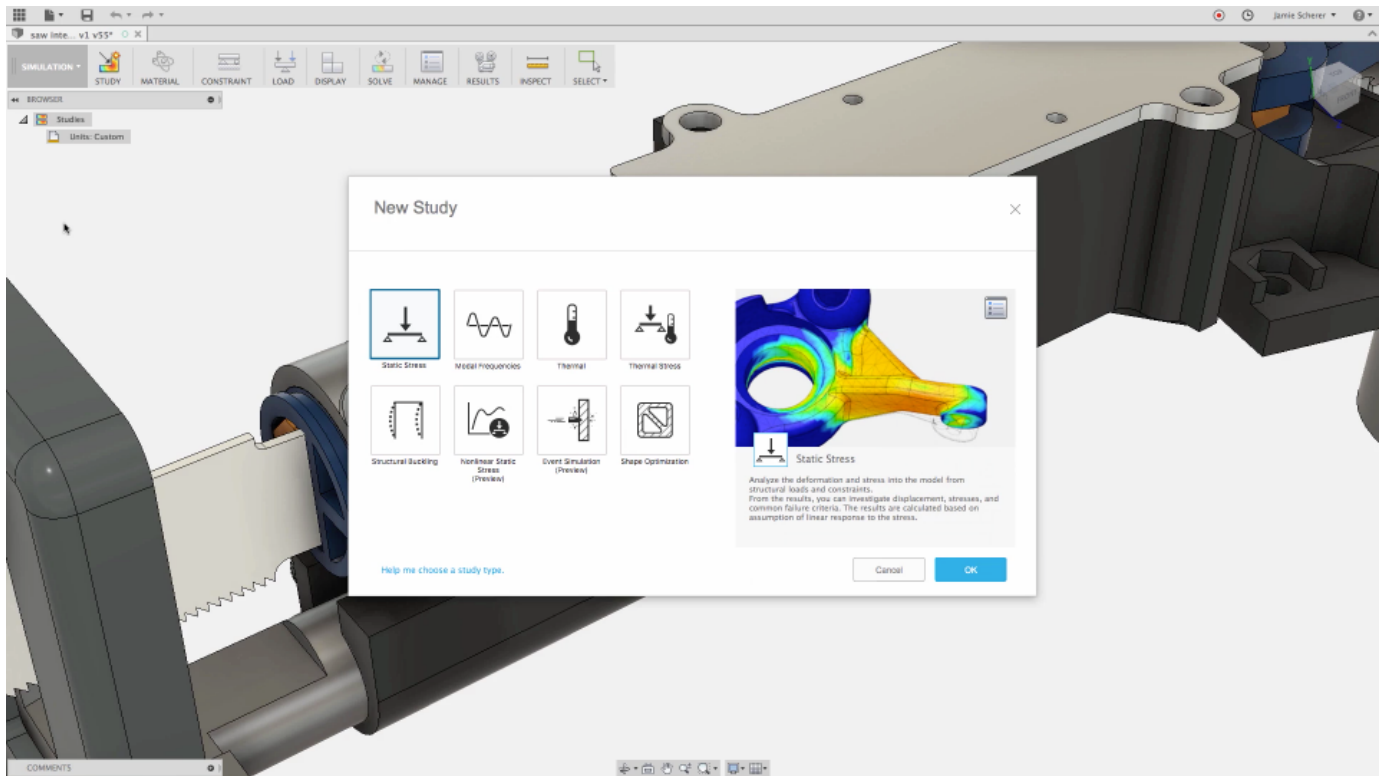 Jamie Scherer
saw inte... v1 v55*
SIMULATION
STUDY
MATERIAL
CONSTRAINT
LOAD
DISPLAY
SOLVE
MANAGE
RESULTS
INSPECT
SELECT
BROWSER
Studies
Units: Custom
New Study
Static Stress
Modal Frequencies
Thermal
Thermal Stress
Structural Buckling
Nonlinear Static
Stress
(Preview)
Event Simulation
(Preview)
Shape Optimization
Static Stress
Analyze the deformation and stress into the model from
structural loads and constraints.
From the results, you can investigate displacement, stresses, and
common failure criteria. The results are calculated based on
assumption of linear response to the stress.
Help me choose a study type.
Cancel
OK
COMMENTS